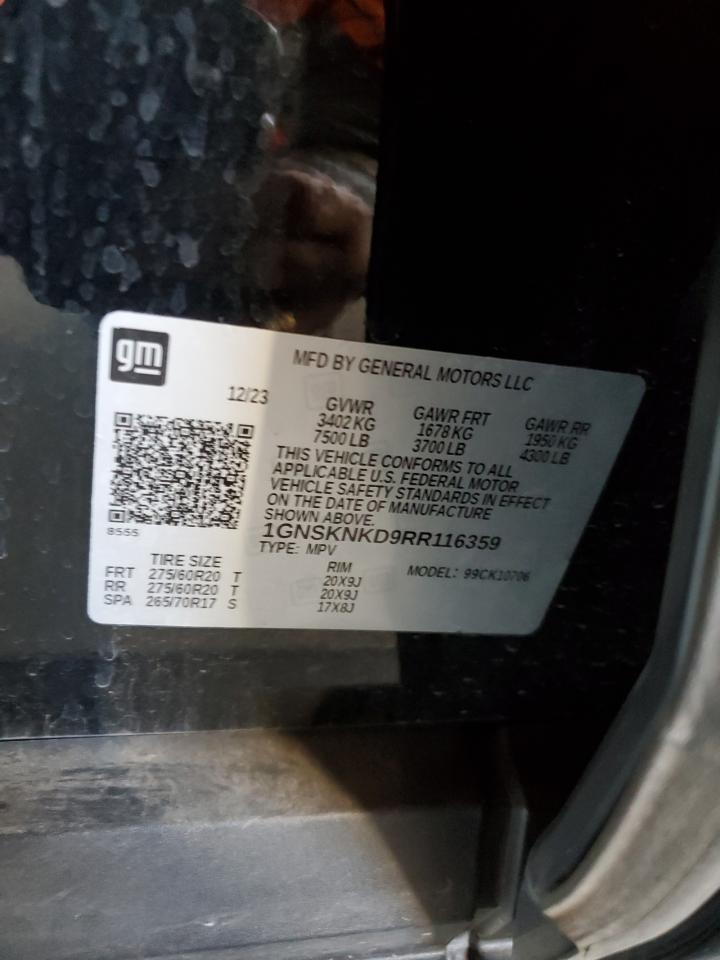 gm
MFD BY GENERAL MOTORS LLC
12/23
GVWR GAWR FRT GAWR RR
3402 KG 1678 KG 1950 KG
7500 LB 3700 LB 4300 LB
THIS VEHICLE CONFORMS TO ALL
APPLICABLE U.S. FEDERAL MOTOR
VEHICLE SAFETY STANDARDS IN EFFECT
ON THE DATE OF MANUFACTURE
SHOWN ABOVE.
8555
1GNSKNKD9RR116359
TYPE: MPV
TIRE SIZE RIM MODEL: 99CK10706
FRT 275/60R20 T 20X9J
RR 275/60R20 T 20X9J
SPA 265/70R17 S 17X8J